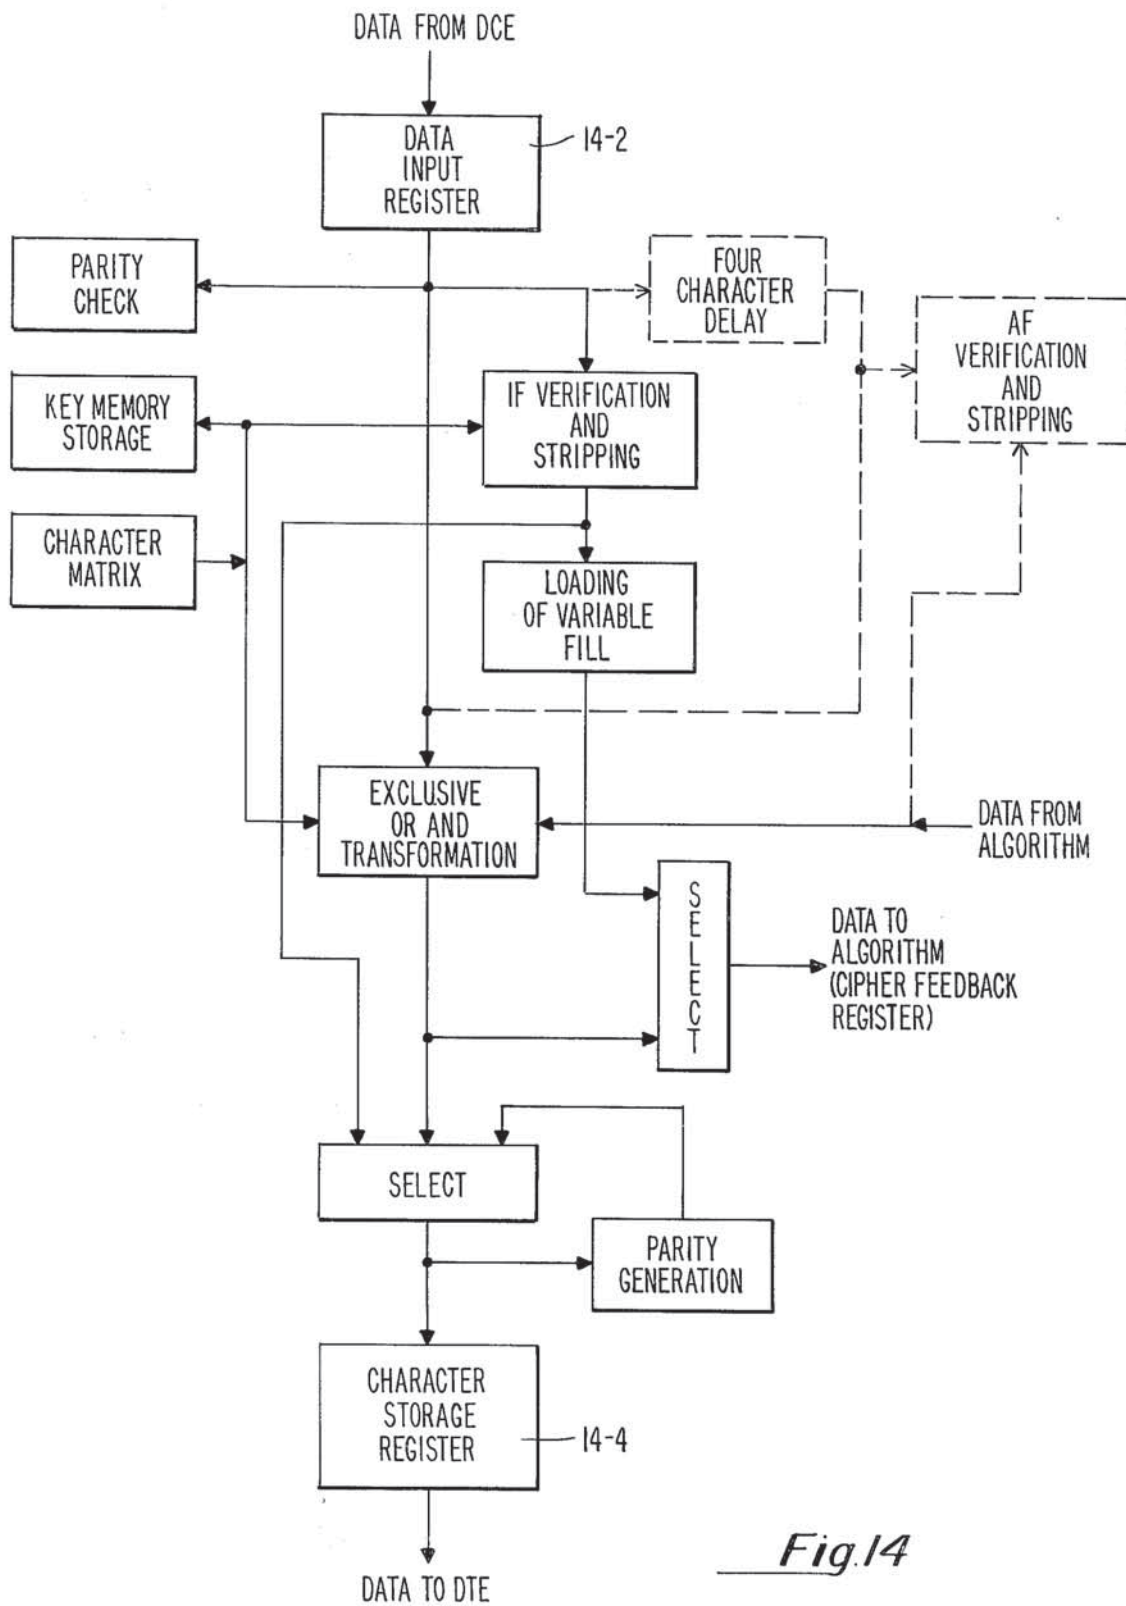 DATA FROM DCE
DATA
INPUT
REGISTER
14-2
PARITY
CHECK
FOUR
CHARACTER
DELAY
AF
VERIFICATION
AND
STRIPPING
KEY MEMORY
STORAGE
IF VERIFICATION
AND
STRIPPING
CHARACTER
MATRIX
LOADING
OF VARIABLE
FILL
EXCLUSIVE
OR AND
TRANSFORMATION
DATA FROM
ALGORITHM
SELECT
DATA TO
ALGORITHM
(CIPHER FEEDBACK
REGISTER)
SELECT
PARITY
GENERATION
CHARACTER
STORAGE
REGISTER
14-4
DATA TO DTE
Fig.14